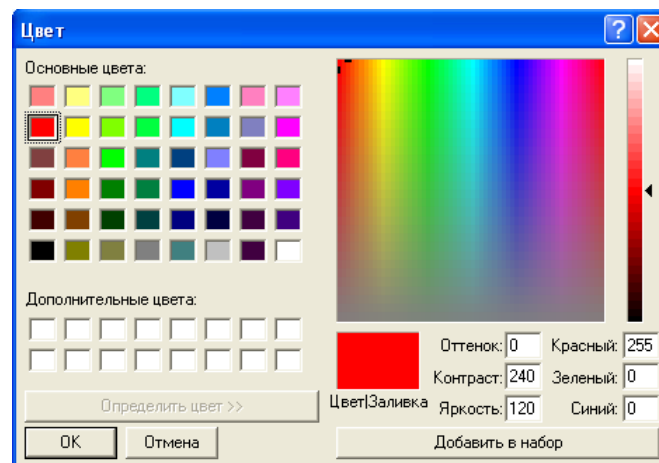 Цвет
Основные цвета:
Дополнительные цвета:
Определить цвет >>
OK
Отмена
Цвет|Заливка
Оттенок: 0
Красный: 255
Контраст: 240
Зеленый: 0
Яркость: 120
Синий: 0
Добавить в набор